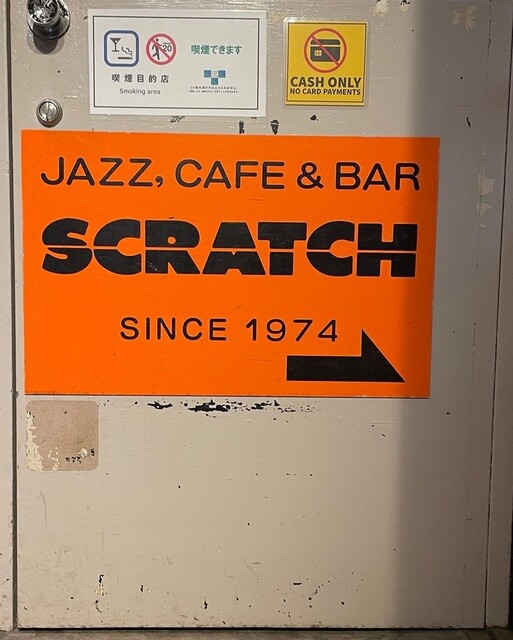 20
喫煙できます
喫煙目的店
Smoking area
CASH ONLY
NO CARD PAYMENTS
JAZZ, CAFE & BAR
SCRATCH
SINCE 1974